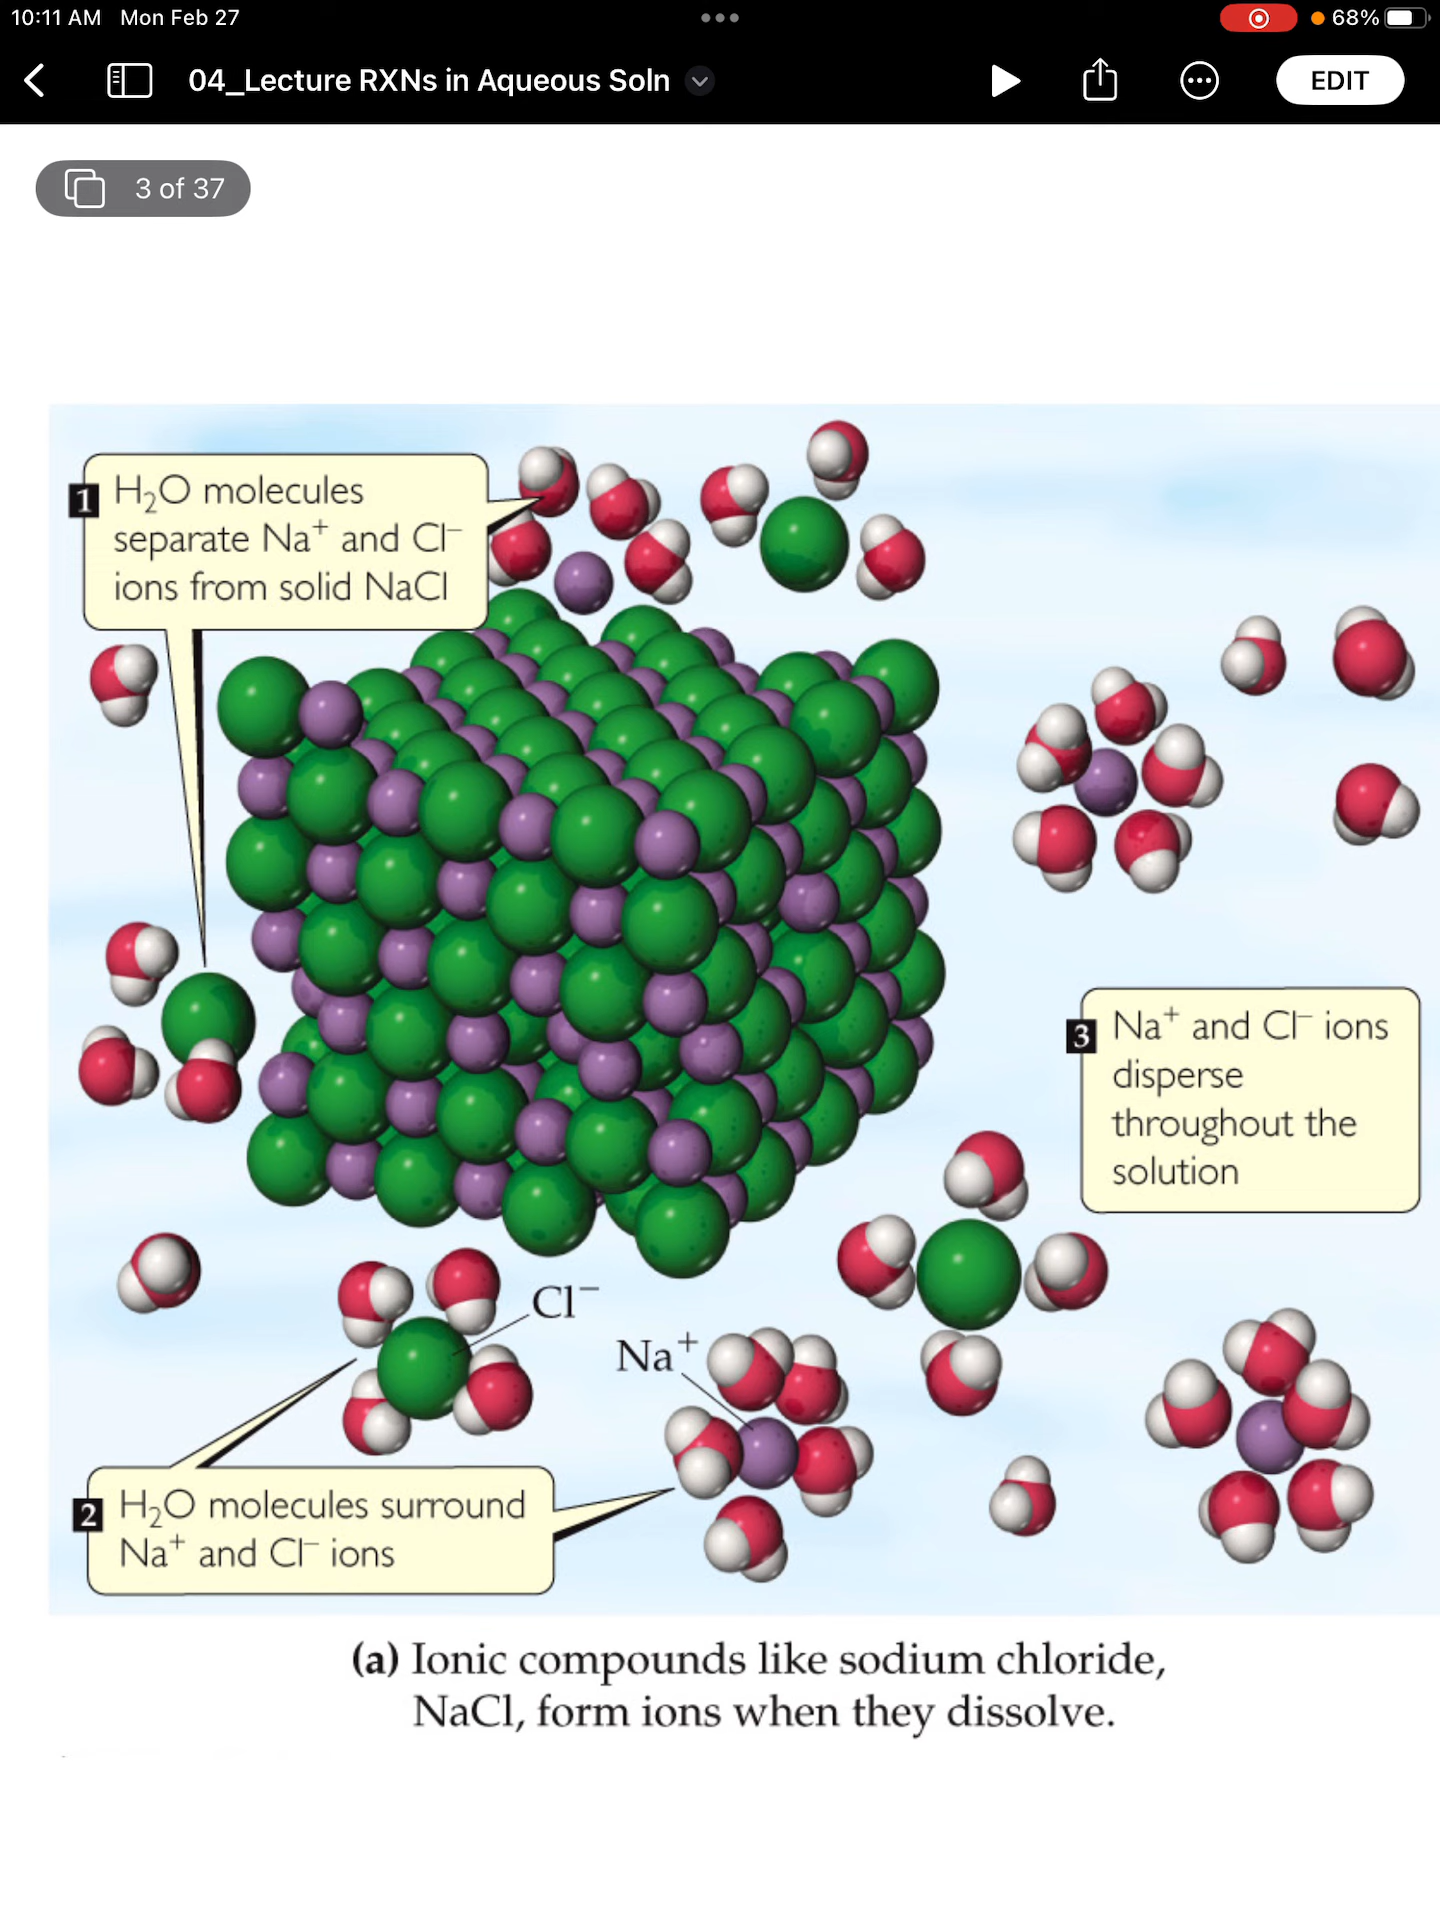 10:11 AM Mon Feb 27
68%
04_Lecture RXNs in Aqueous Soln
EDIT
3 of 37
1 H₂O molecules
separate Na⁺ and Cl⁻
ions from solid NaCl
3 Na⁺ and Cl⁻ ions
disperse
throughout the
solution
Cl⁻
Na⁺
2 H₂O molecules surround
Na⁺ and Cl⁻ ions
(a) Ionic compounds like sodium chloride,
NaCl, form ions when they dissolve.